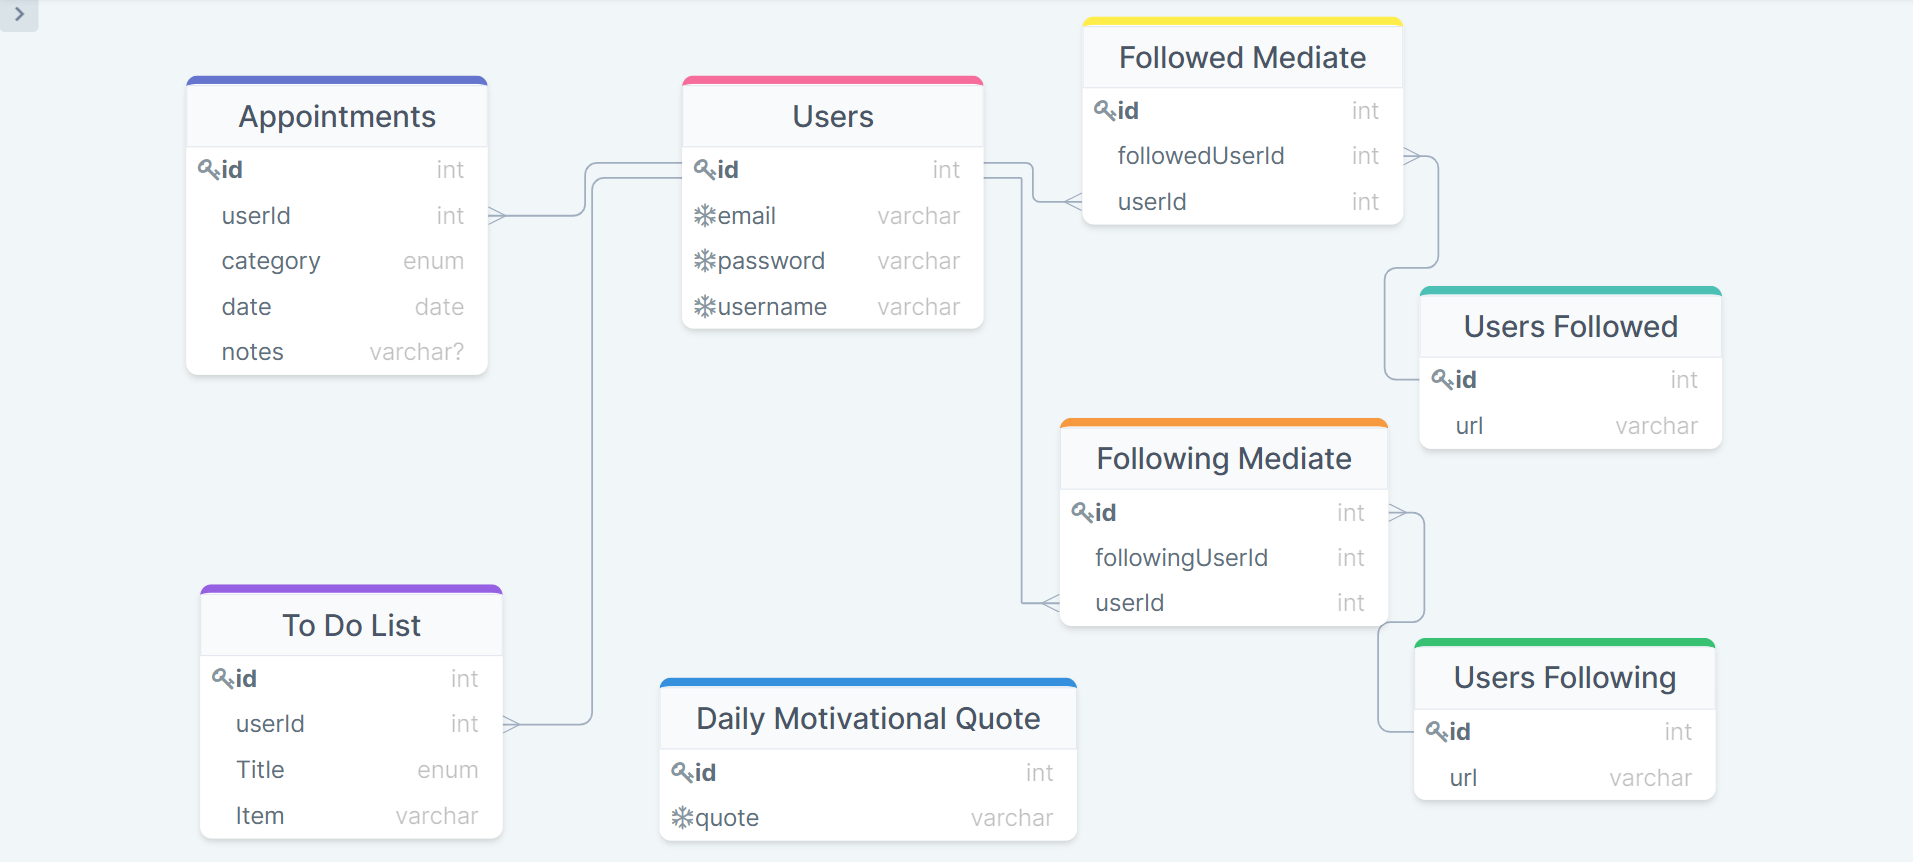 Appointments
id int
userId int
category enum
date date
notes varchar?
Users
id int
email varchar
password varchar
username varchar
Followed Mediate
id int
followedUserId int
userId int
Users Followed
id int
url varchar
Following Mediate
id int
followingUserId int
userId int
Users Following
id int
url varchar
To Do List
id int
userId int
Title enum
Item varchar
Daily Motivational Quote
id int
quote varchar